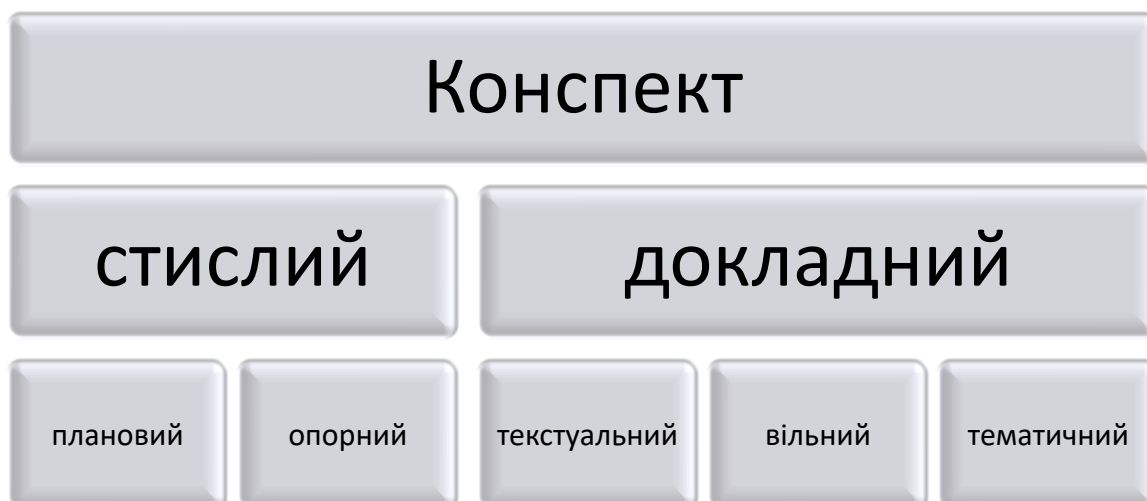 Конспект
стислий
докладний
плановий
опорний
текстуальний
вільний
тематичний